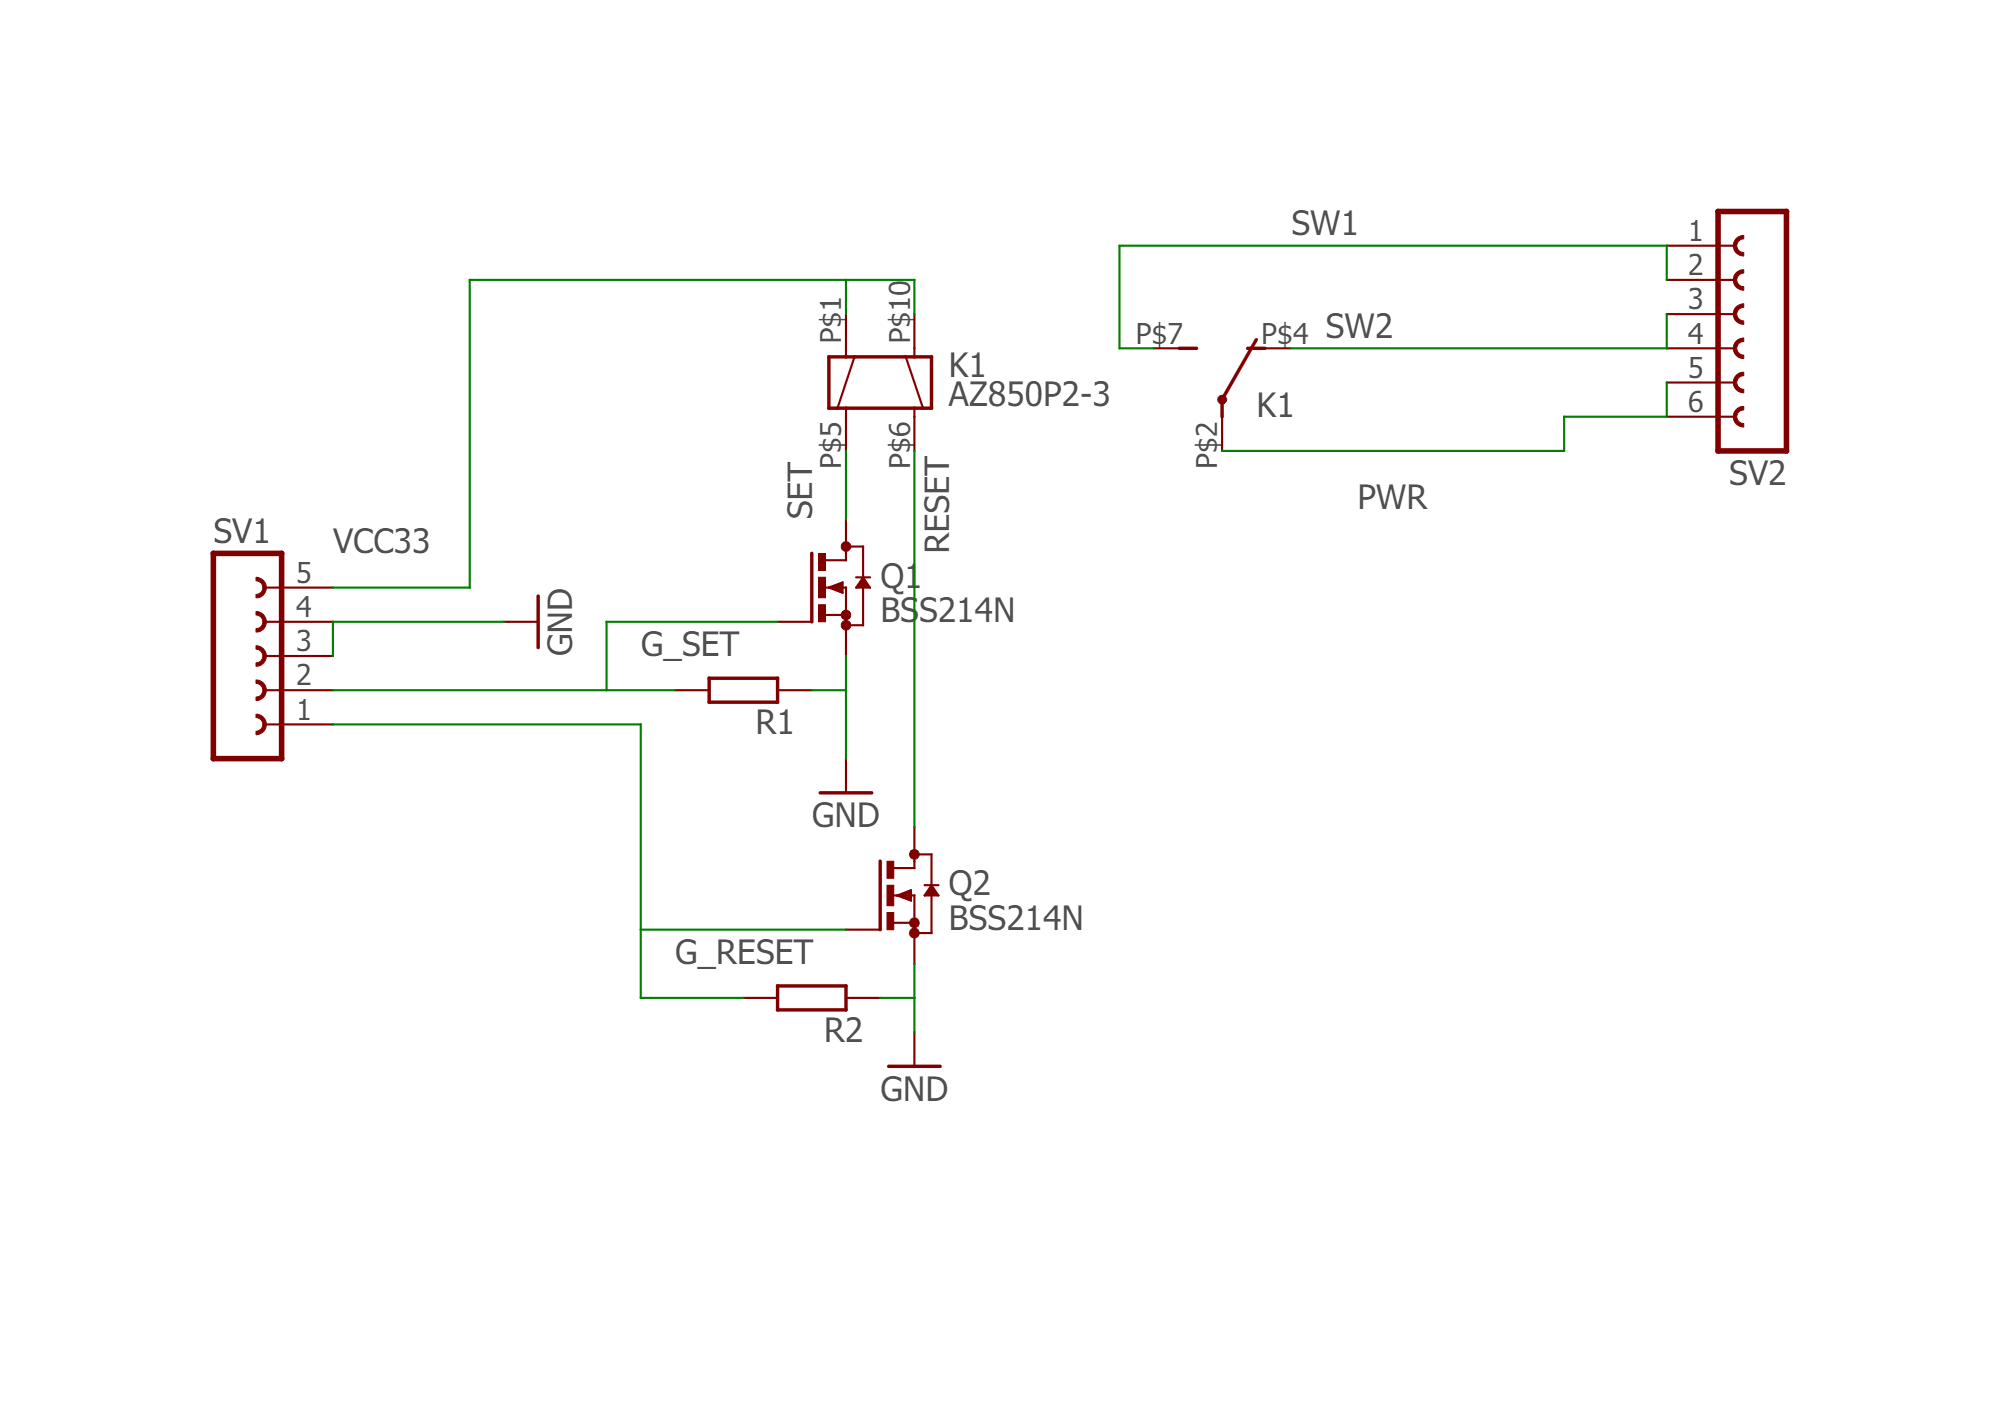 SW1
1
2
3
4
5
6
SV2
P$7
P$4
SW2
K1
P$2
PWR
P$1
P$10
K1
AZ850P2-3
P$5
P$6
SET
RESET
SV1
VCC33
5
4
3
2
1
GND
Q1
BSS214N
G_SET
R1
GND
Q2
BSS214N
G_RESET
R2
GND